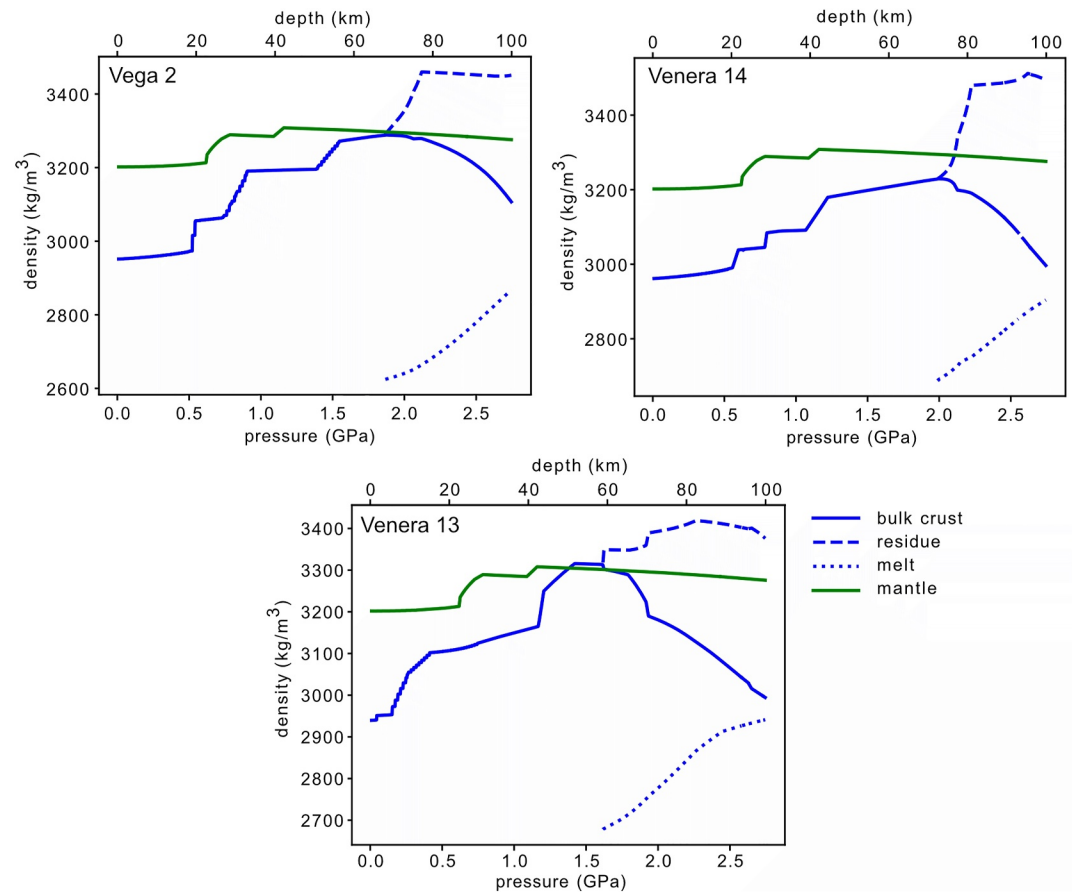 depth (km)
0 20 40 60 80 100
Vega 2
3400
3200
3000
2800
2600
density (kg/m³)
0.0 0.5 1.0 1.5 2.0 2.5
pressure (GPa)
depth (km)
0 20 40 60 80 100
Venera 14
3400
3200
3000
2800
density (kg/m³)
0.0 0.5 1.0 1.5 2.0 2.5
pressure (GPa)
depth (km)
0 20 40 60 80 100
Venera 13
3400
3300
3200
3100
3000
2900
2800
2700
density (kg/m³)
0.0 0.5 1.0 1.5 2.0 2.5
pressure (GPa)
bulk crust
residue
melt
mantle